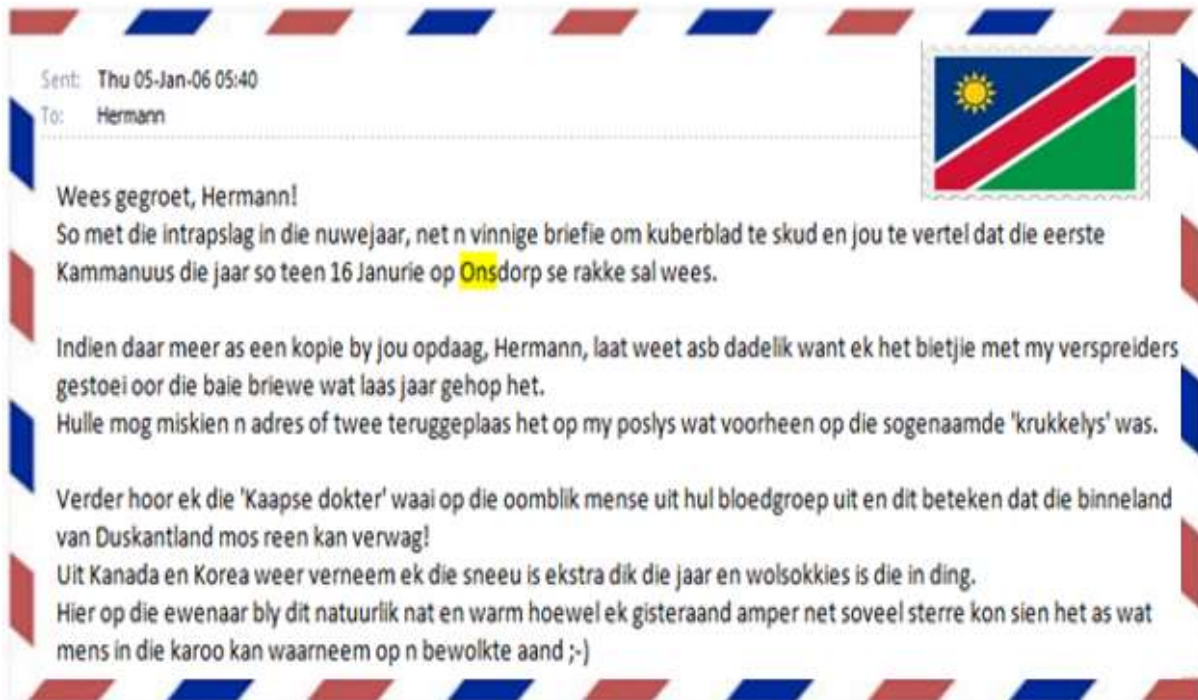 Sent: Thu 05-Jan-06 05:40
To: Hermann
Wees gegroet, Hermann!
So met die intrapslag in die nuwejaar, net n vinnige briefie om kuberblad te skud en jou te vertel dat die eerste
Kammanuus die jaar so teen 16 Janurie op Onsdorp se rakke sal wees.
Indien daar meer as een kopie by jou opdaag, Hermann, laat weet asb dadelik want ek het bietjie met my verspreiders
gestoei oor die baie briewe wat laas jaar gehop het.
Hulle mog miskien n adres of twee teruggeplaas het op my poslys wat voorheen op die sogenaamde 'krukkelys' was.
Verder hoor ek die 'Kaapse dokter' waai op die oomblik mense uit hul bloedgroep uit en dit beteken dat die binneland
van Duskantland mos reen kan verwag!
Uit Kanada en Korea weer verneem ek die sneeu is ekstra dik die jaar en wolsokkies is die in ding.
Hier op die ewenaar bly dit natuurlik nat en warm hoewel ek gisteraand amper net soveel sterre kon sien het as wat
mens in die karoo kan waarneem op n bewolkte aand ;-)